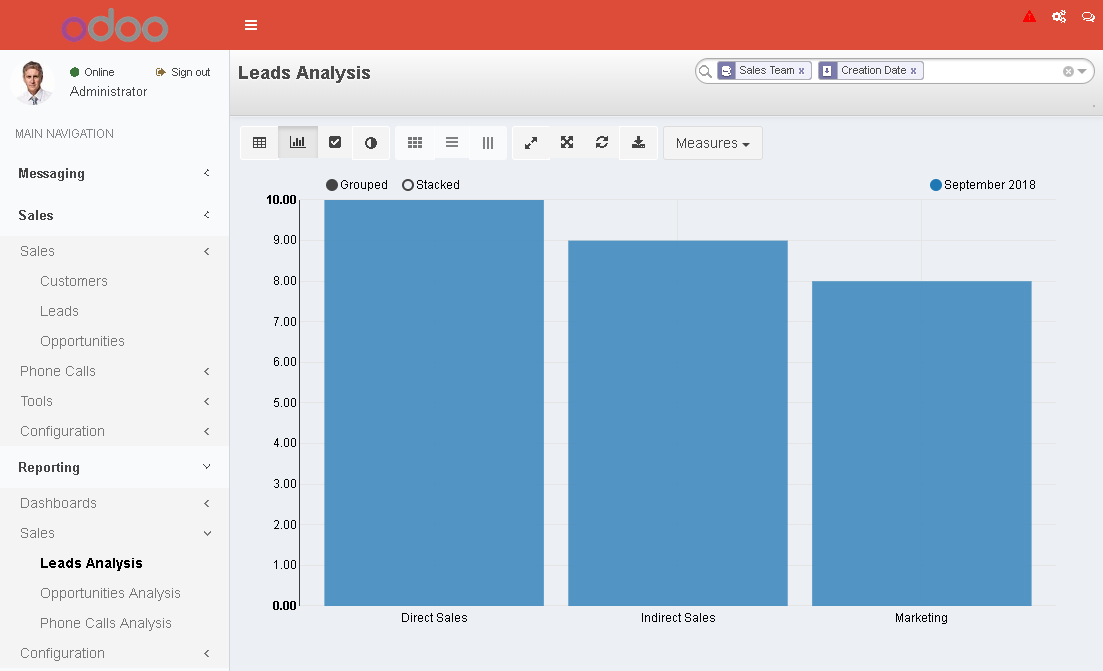 odoo
Online
Sign out
Administrator
MAIN NAVIGATION
Messaging
Sales
Sales
Customers
Leads
Opportunities
Phone Calls
Tools
Configuration
Reporting
Dashboards
Sales
Leads Analysis
Opportunities Analysis
Phone Calls Analysis
Configuration
Leads Analysis
Sales Team x
Creation Date x
Measures
Grouped
Stacked
September 2018
10.00
9.00
8.00
7.00
6.00
5.00
4.00
3.00
2.00
1.00
0.00
Direct Sales
Indirect Sales
Marketing